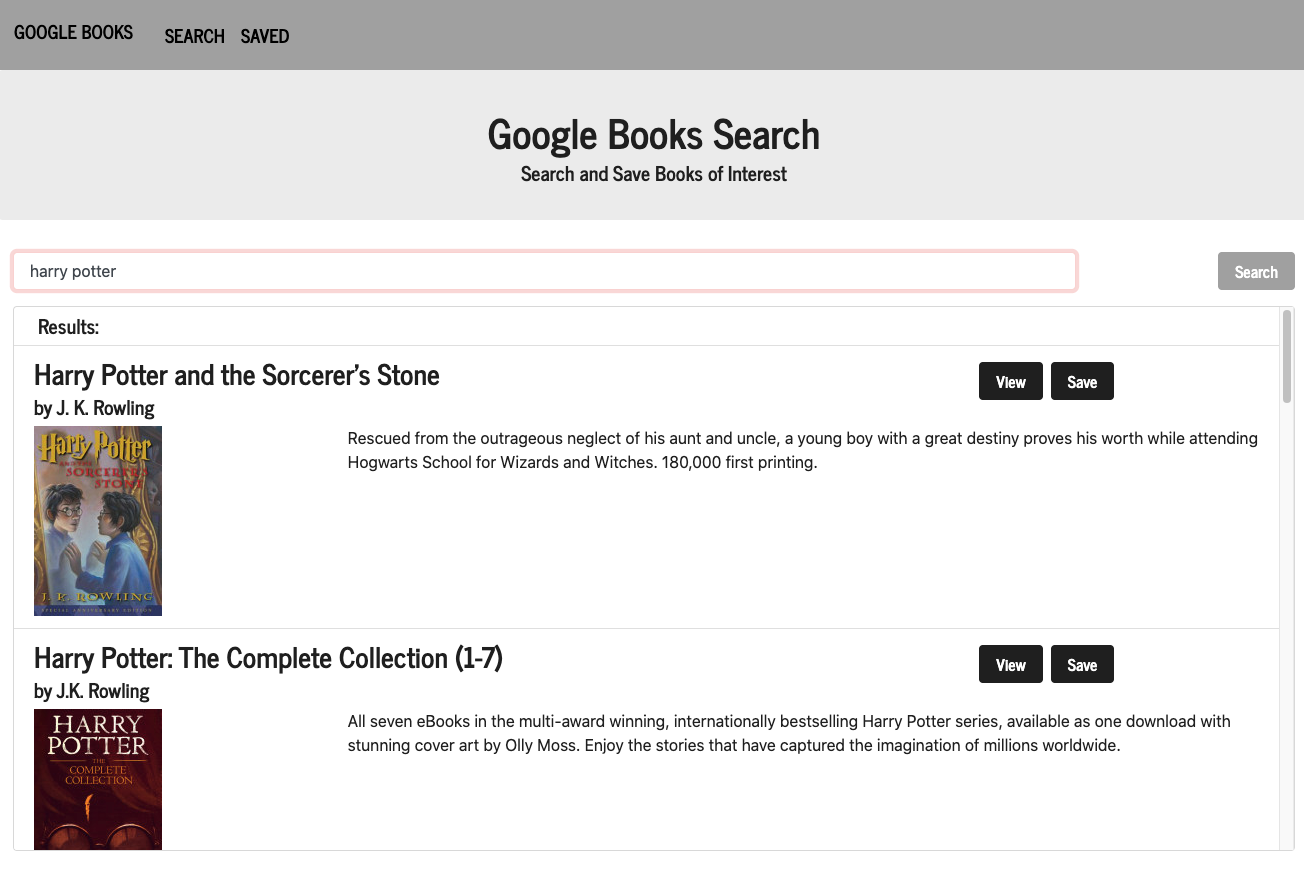 GOOGLE BOOKS SEARCH SAVED
Google Books Search
Search and Save Books of Interest
harry potter Search
Results:
Harry Potter and the Sorcerer's Stone View Save
by J. K. Rowling
Rescued from the outrageous neglect of his aunt and uncle, a young boy with a great destiny proves his worth while attending
Hogwarts School for Wizards and Witches. 180,000 first printing.
Harry Potter
AND THE
SORCERER'S
STONE
J. K. ROWLING
SPECIAL ANNIVERSARY EDITION
Harry Potter: The Complete Collection (1-7) View Save
by J.K. Rowling
All seven eBooks in the multi-award winning, internationally bestselling Harry Potter series, available as one download with
stunning cover art by Olly Moss. Enjoy the stories that have captured the imagination of millions worldwide.
HARRY
POTTER
THE
COMPLETE
COLLECTION